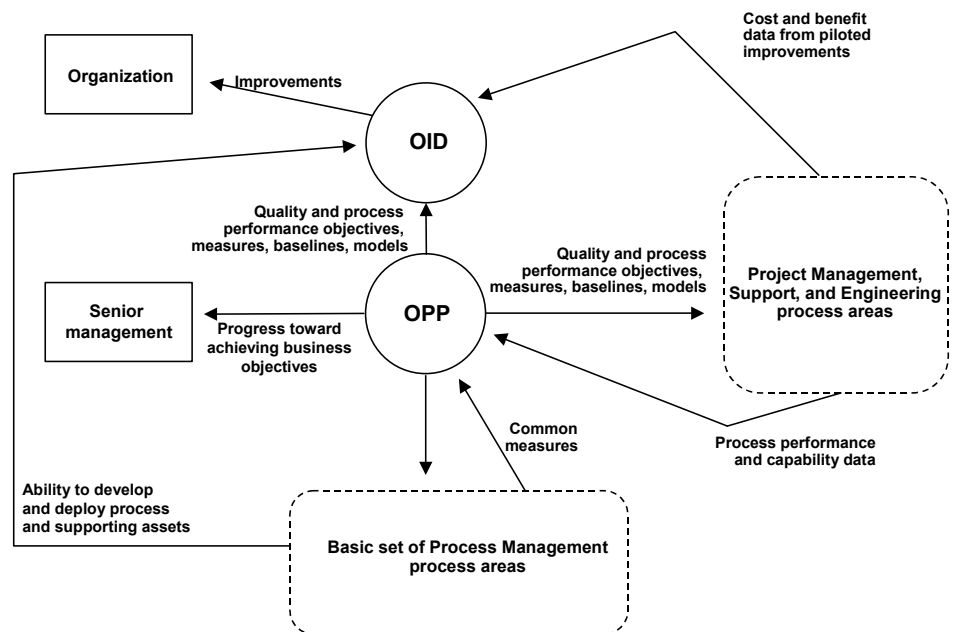 Cost and benefit
data from piloted
improvements
Organization
Improvements
OID
Quality and process
performance objectives,
measures, baselines, models
Quality and process
performance objectives,
measures, baselines, models
Project Management,
Support, and Engineering
process areas
Senior
management
OPP
Progress toward
achieving business
objectives
Common
measures
Process performance
and capability data
Ability to develop
and deploy process
and supporting assets
Basic set of Process Management
process areas